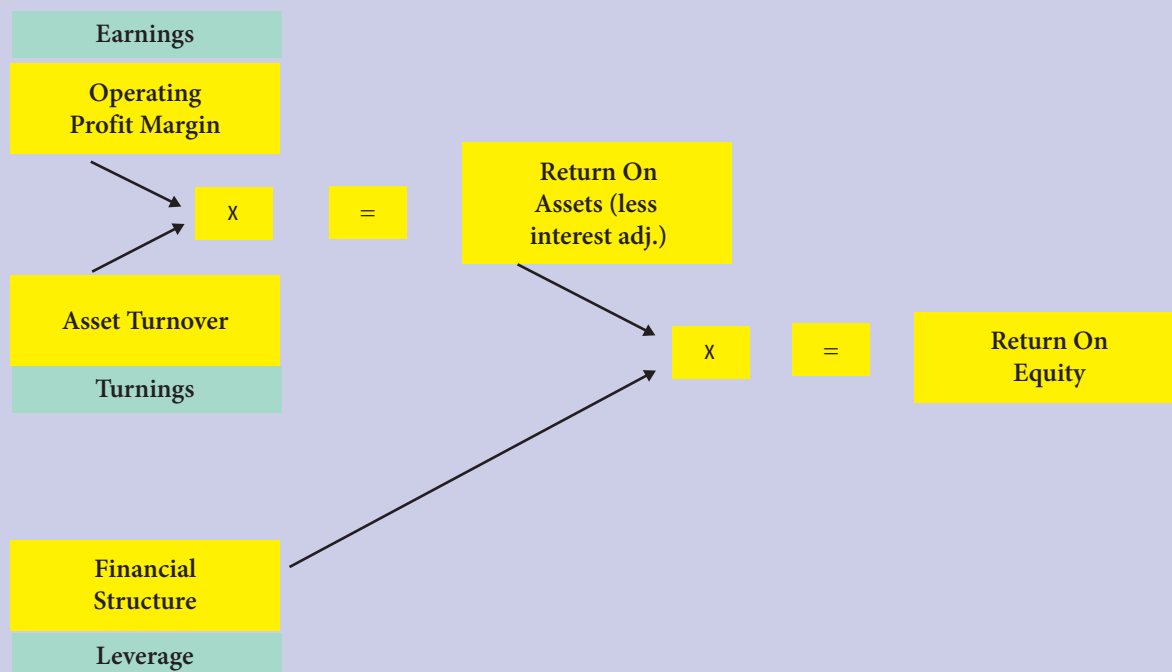 Earnings
Operating
Profit Margin
X
=
Return On
Assets (less
interest adj.)
Asset Turnover
Turnings
X
=
Return On
Equity
Financial
Structure
Leverage